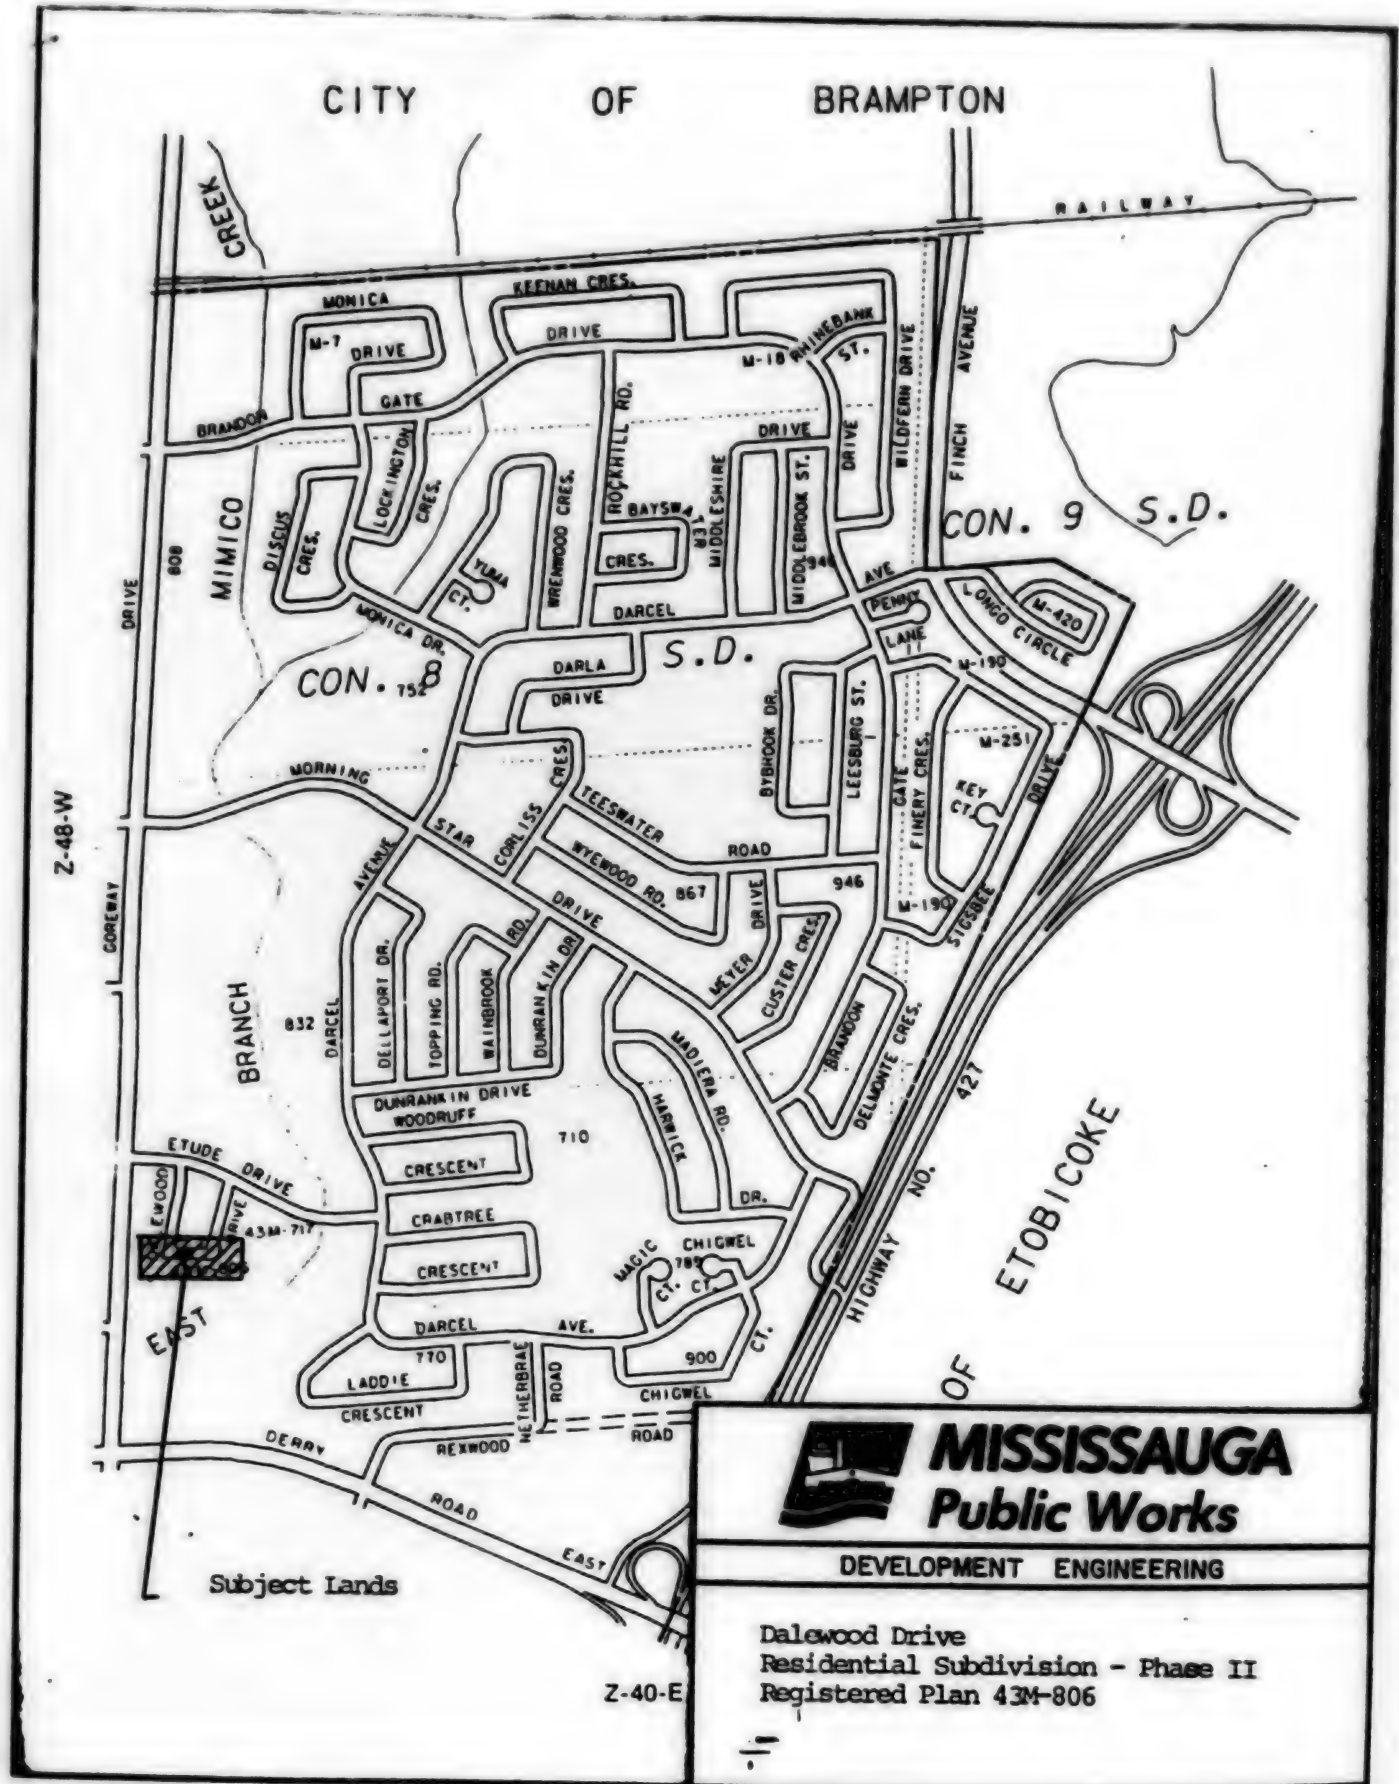 CITY OF BRAMPTON
CREEK
RAILWAY
MONICA
KEENAN CRES.
M-7
DRIVE
DRIVE
M-18
RHINEBANK
ST.
WILDFERN DRIVE
FINCH AVENUE
BRANDON
GATE
ROCKHILL RD.
DRIVE
DRIVE
LOCKINGTON
CRES.
DISCUS
CRES.
MIMICO
808
DRIVE
YUMA
CT.
WRENWOOD CRES.
BAYSWATER
CRES.
MIDDLESHIRE
MIDDLEBROOK ST.
CON. 9 S.D.
AVE
DARCEL
PENNY
LANE
LONGO CIRCLE
M-420
MONICA DR.
CON. 8 S.D.
752
DARLA
DRIVE
M-190
BYBROOK DR.
LEESBURG ST.
GATE
FINERY CRES.
M-251
KEY
CT.
DRIVE
MORNING
STAR
DRIVE
CORLISS
CRES.
TEESWATER
ROAD
WYEWOOD RD.
867
946
M-190
SIGSBEE
Z-48-W
GOREWAY
AVENUE
DELLAPORT DR.
TOPPING RD.
WAINBROOK
RD.
DUNRANKIN DR
MEYER
DRIVE
CUSTER CRES.
BRANDON
DELMONTE CRES.
BRANCH
832
DARCEL
DUNRANKIN DRIVE
WOODRUFF
CRESCENT
710
MADIERA RD.
HARWICK
DR.
HIGHWAY NO. 427
ETOBICOKE
OF
ETUDE DRIVE
EWOOD
RIVE
43M-717
CRABTREE
CRESCENT
MAGIC
CT.
CHIGWEL
789
CT.
EAST
DARCEL AVE.
770
LADDIE
CRESCENT
NETHERBRAE
ROAD
900
CHIGWEL
CT.
DERRY
ROAD
EAST
REXWOOD
ROAD
Subject Lands
Z-40-E
MISSISSAUGA
Public Works
DEVELOPMENT ENGINEERING
Dalewood Drive
Residential Subdivision - Phase II
Registered Plan 43M-806